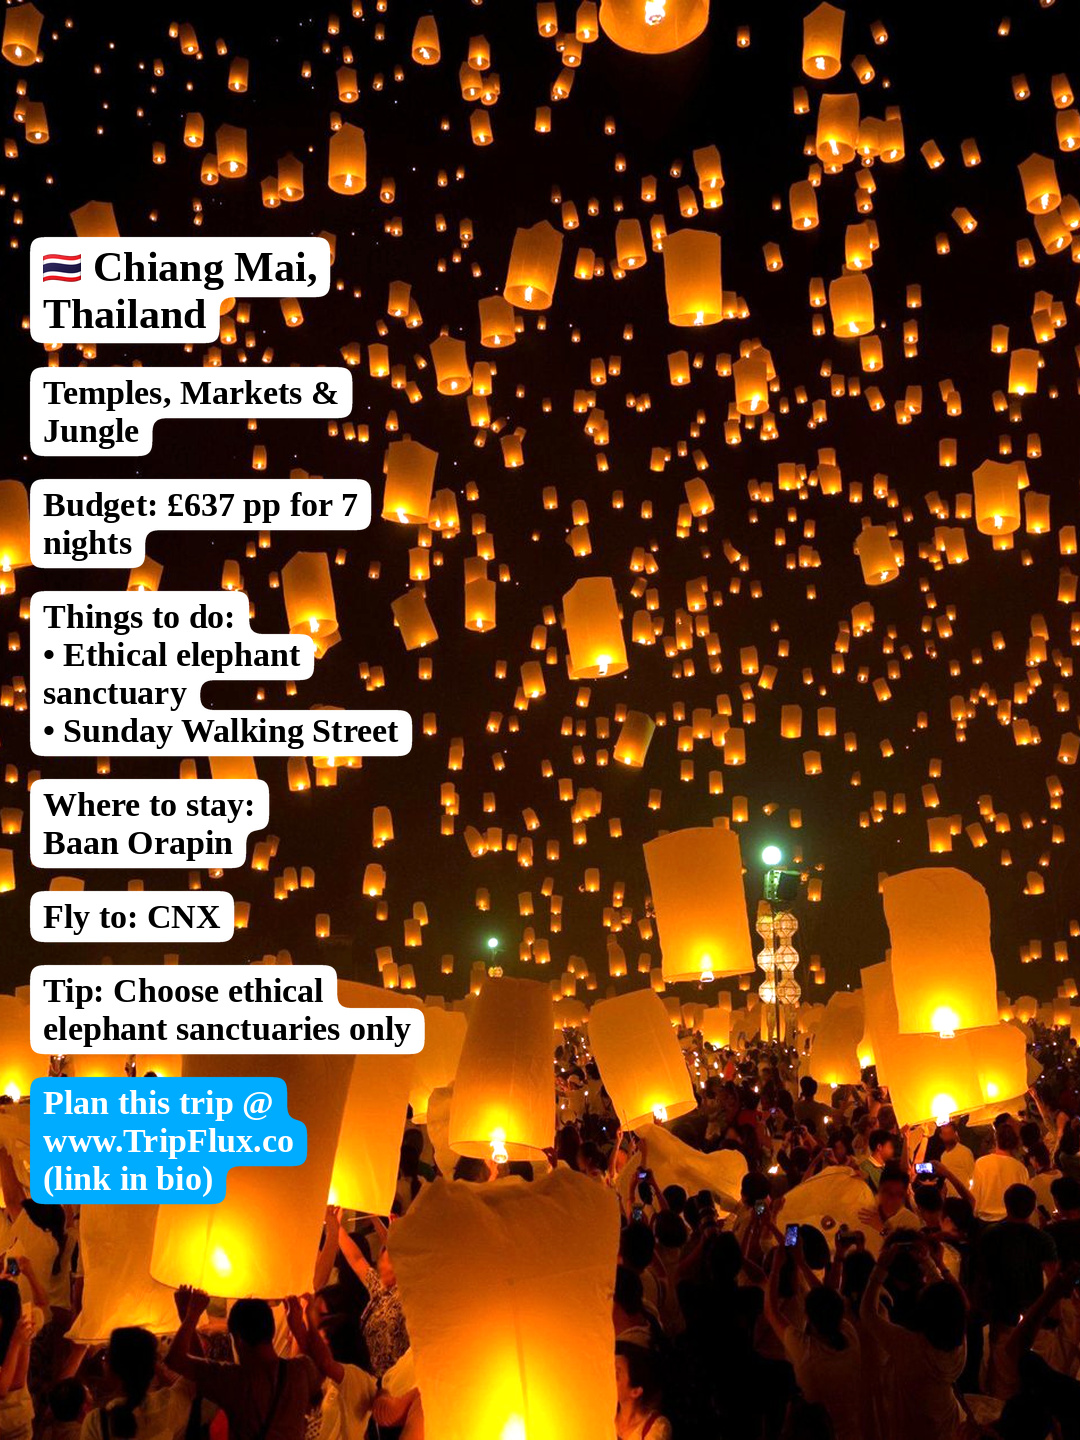 🇹🇭 Chiang Mai,
Thailand
Temples, Markets &
Jungle
Budget: £637 pp for 7
nights
Things to do:
• Ethical elephant
sanctuary
• Sunday Walking Street
Where to stay:
Baan Orapin
Fly to: CNX
Tip: Choose ethical
elephant sanctuaries only
Plan this trip @
www.TripFlux.co
(link in bio)